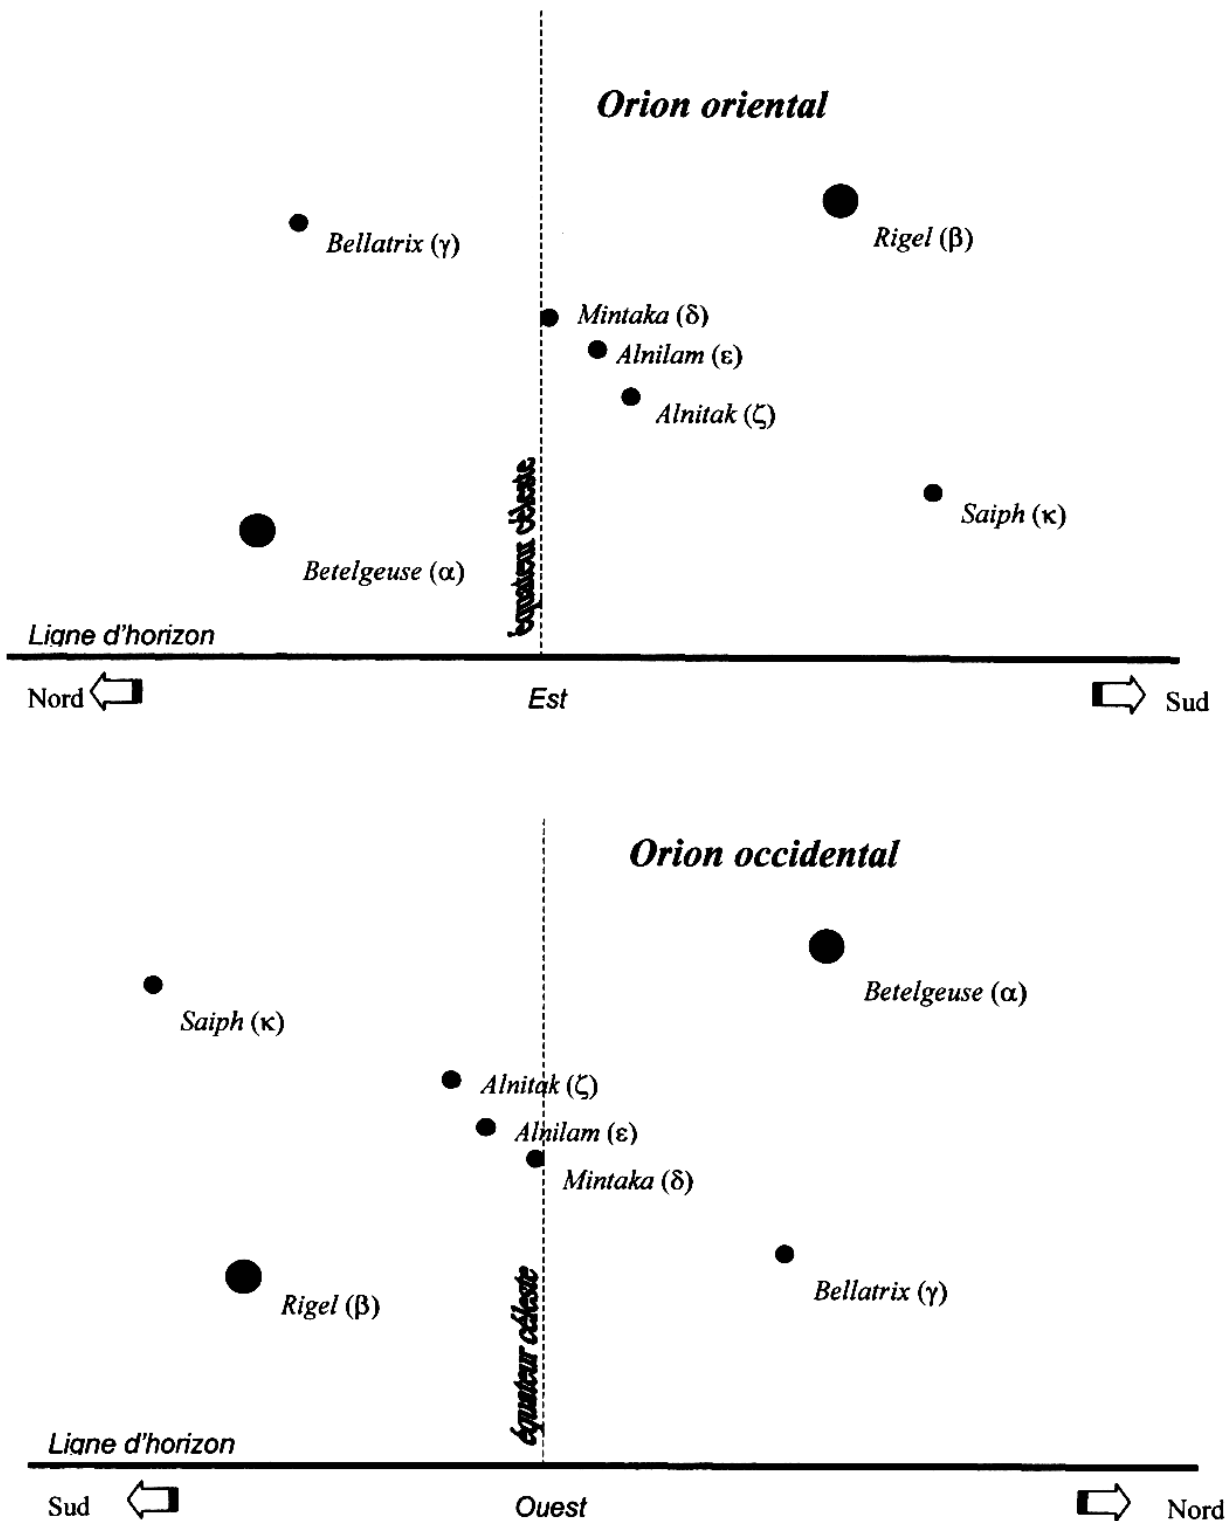 Orion oriental
Bellatrix (γ)
Rigel (β)
Mintaka (δ)
Alnilam (ε)
Alnitak (ζ)
Saiph (κ)
Betelgeuse (α)
équateur céleste
Ligne d'horizon
Nord
Est
Sud
Orion occidental
Betelgeuse (α)
Saiph (κ)
Alnitak (ζ)
Alnilam (ε)
Mintaka (δ)
Bellatrix (γ)
Rigel (β)
équateur céleste
Ligne d'horizon
Sud
Ouest
Nord